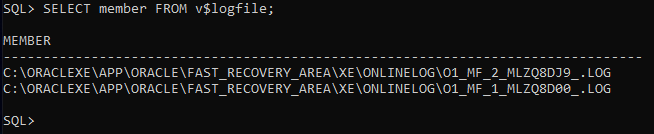 SQL> SELECT member FROM v$logfile;
MEMBER
--------------------------------------------------------------------------------
C:\ORACLEXE\APP\ORACLE\FAST_RECOVERY_AREA\XE\ONLINELOG\O1_MF_2_MLZQ8DJ9_.LOG
C:\ORACLEXE\APP\ORACLE\FAST_RECOVERY_AREA\XE\ONLINELOG\O1_MF_1_MLZQ8D00_.LOG
SQL>